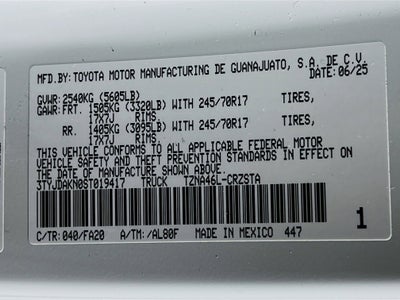 MFD.BY: TOYOTA MOTOR MANUFACTURING DE GUANAJUATO, S.A. DE C.V.
DATE: 06/25
GVWR: 2540KG (5605LB)
GAWR: FRT. 1505KG (3320LB) WITH 245/70R17 TIRES,
17X7J RIMS,
RR. 1405KG (3095LB) WITH 245/70R17 TIRES,
17X7J RIMS.
THIS VEHICLE CONFORMS TO ALL APPLICABLE FEDERAL MOTOR
VEHICLE SAFETY AND THEFT PREVENTION STANDARDS IN EFFECT ON
THE DATE OF MANUFACTURE SHOWN ABOVE.
3TYJDAKN0ST019417 TRUCK TZNA46L-CRZSTA
1
C/TR: 040/FA20 A/TM: /AL80F MADE IN MEXICO 447